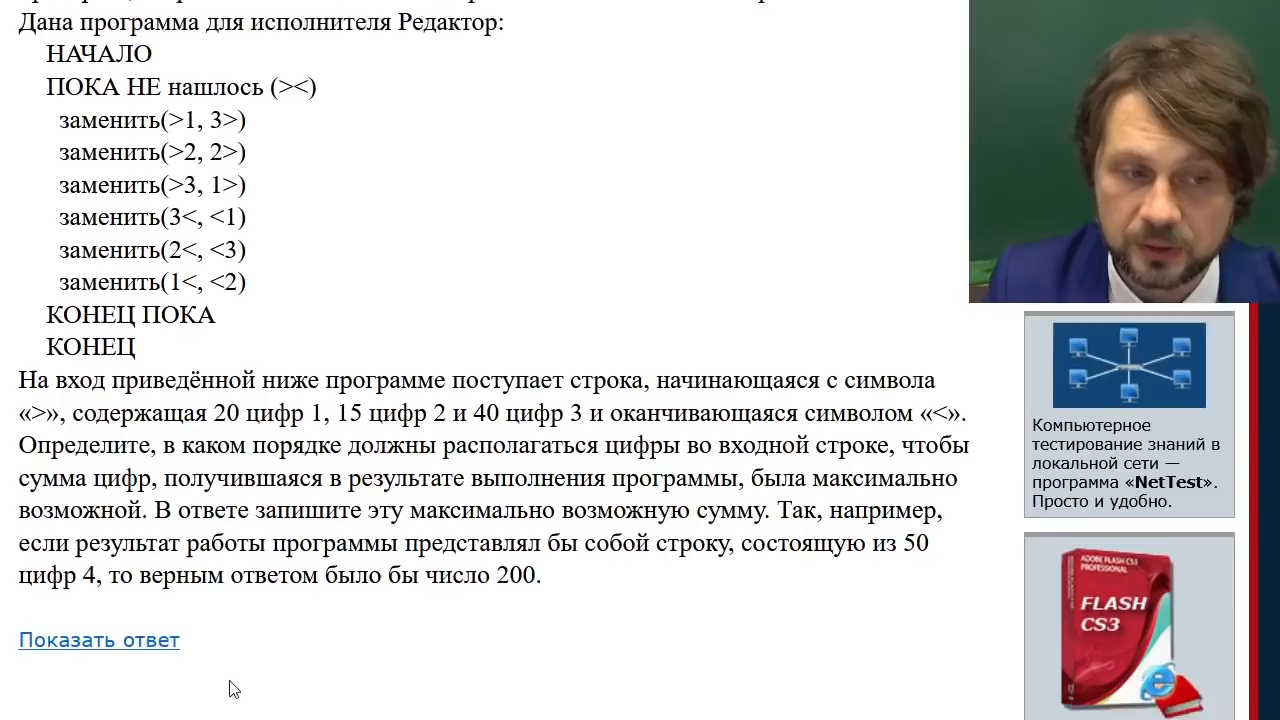 Дана программа для исполнителя Редактор:
НАЧАЛО
ПОКА НЕ нашлось (><)
заменить(>1, 3>)
заменить(>2, 2>)
заменить(>3, 1>)
заменить(3<, <1)
заменить(2<, <3)
заменить(1<, <2)
КОНЕЦ ПОКА
КОНЕЦ
На вход приведённой ниже программе поступает строка, начинающаяся с символа
«>», содержащая 20 цифр 1, 15 цифр 2 и 40 цифр 3 и оканчивающаяся символом «<».
Определите, в каком порядке должны располагаться цифры во входной строке, чтобы
сумма цифр, получившаяся в результате выполнения программы, была максимально
возможной. В ответе запишите эту максимально возможную сумму. Так, например,
если результат работы программы представлял бы собой строку, состоящую из 50
цифр 4, то верным ответом было бы число 200.
Показать ответ
Компьютерное
тестирование знаний в
локальной сети —
программа «NetTest».
Просто и удобно.
ADOBE FLASH CS3
PROFESSIONAL
FLASH
CS3